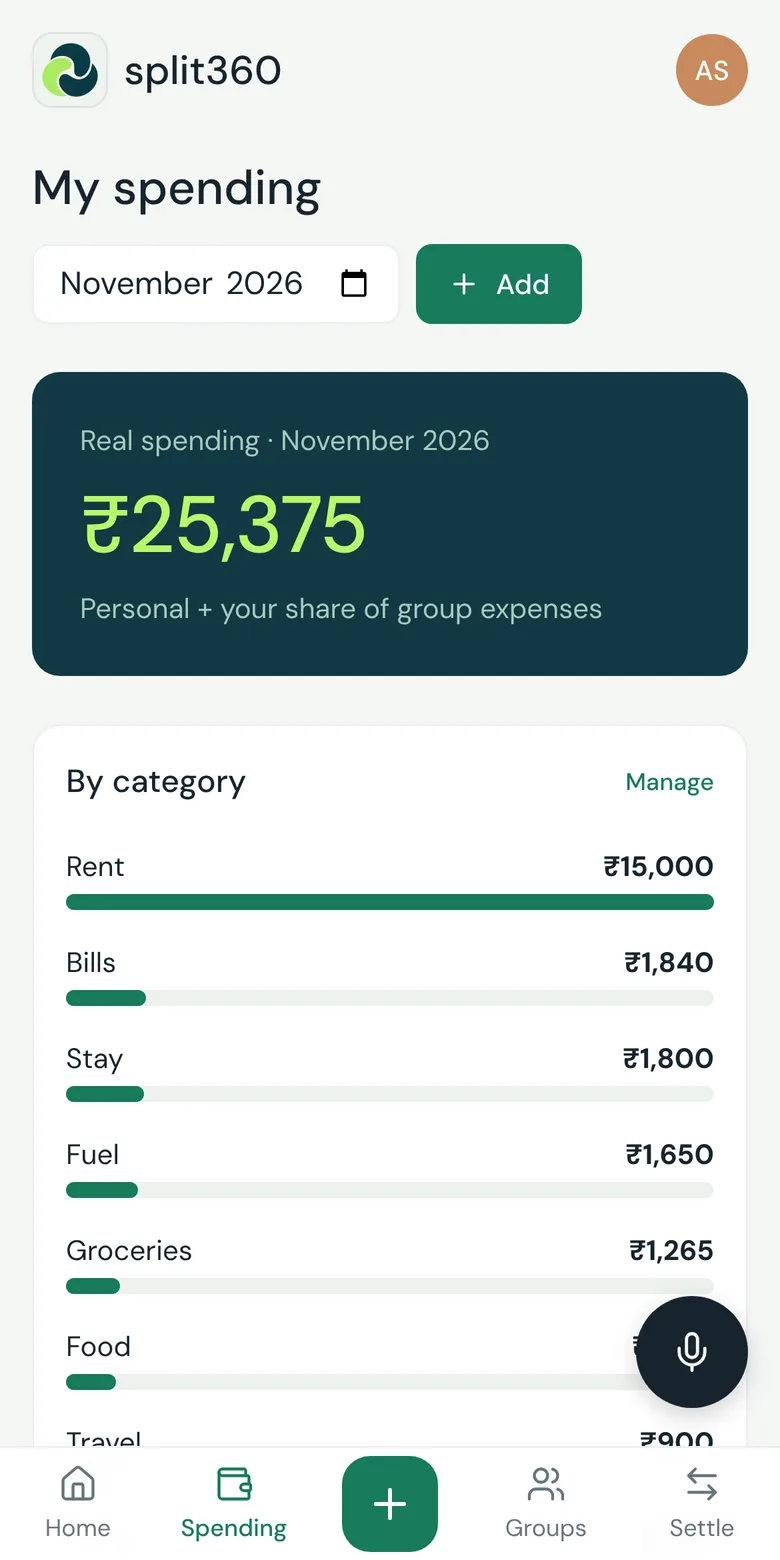 split360
AS
My spending
November 2026
+ Add
Real spending · November 2026
₹25,375
Personal + your share of group expenses
By category
Manage
Rent
₹15,000
Bills
₹1,840
Stay
₹1,800
Fuel
₹1,650
Groceries
₹1,265
Food
Travel
₹900
Home
Spending
Groups
Settle